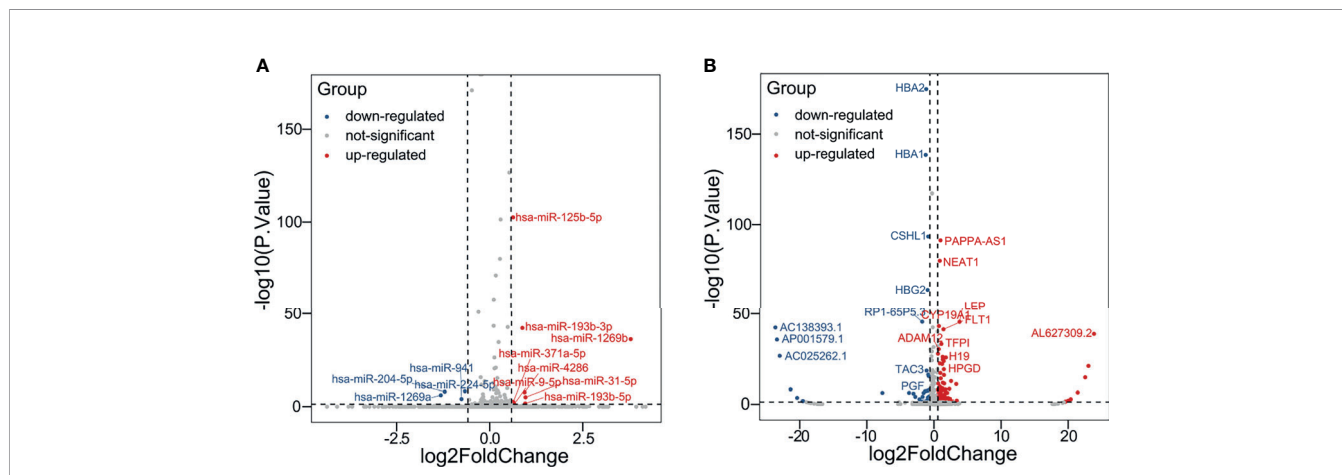 A
Group
down-regulated
not-significant
up-regulated
150
100
50
0
-log10(P.Value)
hsa-miR-125b-5p
hsa-miR-193b-3p
hsa-miR-1269b
hsa-miR-371a-5p
hsa-miR-941
hsa-miR-4286
hsa-miR-204-5p
hsa-miR-224-5p
hsa-miR-9-5p
hsa-miR-31-5p
hsa-miR-1269a
hsa-miR-193b-5p
-2.5
0.0
2.5
log2FoldChange
B
Group
down-regulated
not-significant
up-regulated
150
100
50
0
-log10(P.Value)
HBA2
HBA1
CSHL1
PAPPA-AS1
NEAT1
HBG2
RP1-65P5.3
LEP
CYP19A1
FLT1
AC138393.1
AL627309.2
AP001579.1
ADAM12
TFPI
AC025262.1
H19
TAC3
HPGD
PGF
-20
-10
0
10
20
log2FoldChange